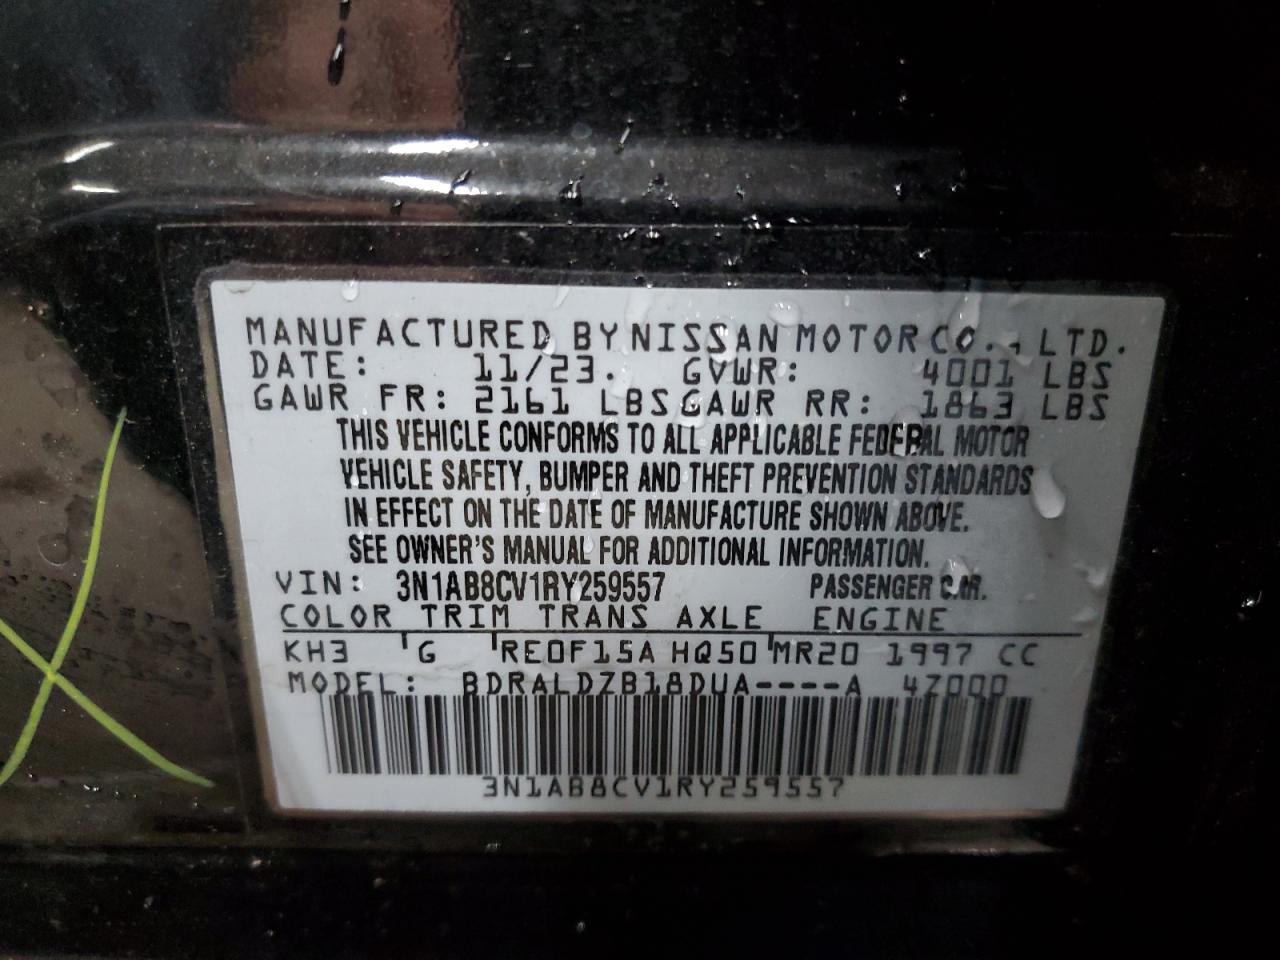 MANUFACTURED BY NISSAN MOTOR CO., LTD.
DATE: 11/23. GVWR: 4001 LBS
GAWR FR: 2161 LBS GAWR RR: 1863 LBS
THIS VEHICLE CONFORMS TO ALL APPLICABLE FEDERAL MOTOR
VEHICLE SAFETY, BUMPER AND THEFT PREVENTION STANDARDS
IN EFFECT ON THE DATE OF MANUFACTURE SHOWN ABOVE.
SEE OWNER'S MANUAL FOR ADDITIONAL INFORMATION.
VIN: 3N1AB8CV1RY259557 PASSENGER CAR.
COLOR TRIM TRANS AXLE ENGINE
KH3 G RE0F15A HQ50 MR20 1997 CC
MODEL: BDRALDZB18DUA----A 4Z000
3N1AB8CV1RY259557